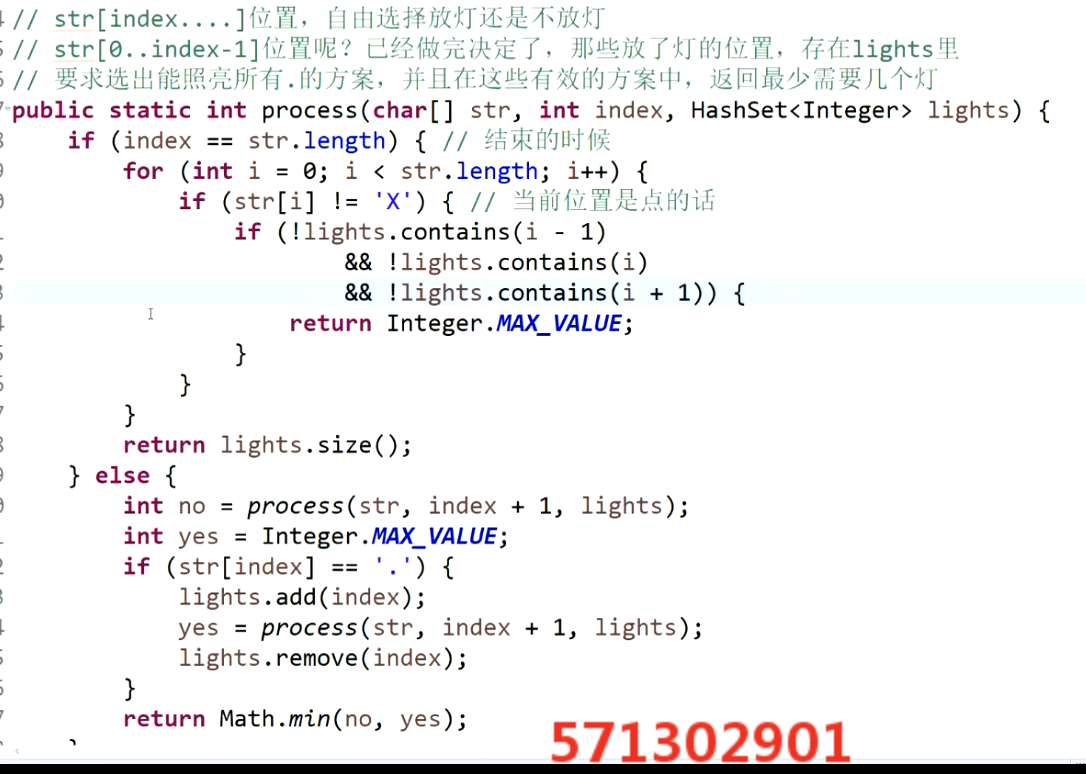 // str[index....]位置，自由选择放灯还是不放灯
// str[0..index-1]位置呢？已经做完决定了，那些放了灯的位置，存在lights里
// 要求选出能照亮所有.的方案，并且在这些有效的方案中，返回最少需要几个灯
public static int process(char[] str, int index, HashSet<Integer> lights) {
if (index == str.length) { // 结束的时候
for (int i = 0; i < str.length; i++) {
if (str[i] != 'X') { // 当前位置是点的话
if (!lights.contains(i - 1)
&& !lights.contains(i)
&& !lights.contains(i + 1)) {
return Integer.MAX_VALUE;
}
}
}
return lights.size();
} else {
int no = process(str, index + 1, lights);
int yes = Integer.MAX_VALUE;
if (str[index] == '.') {
lights.add(index);
yes = process(str, index + 1, lights);
lights.remove(index);
}
return Math.min(no, yes);
571302901